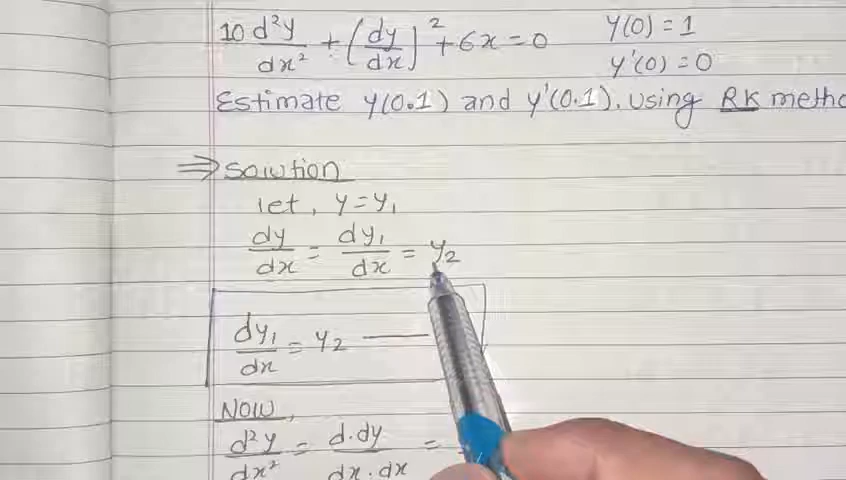 10 d²y/dx² + (dy/dx)² + 6x = 0 y(0) = 1
y'(0) = 0
Estimate y(0.1) and y'(0.1). using RK
⇒ solution
let, y = y₁
dy/dx = dy₁/dx = y₂
dy₁/dx = y₂ —
Now,
d²y/dx² = d.dy/dx.dx =